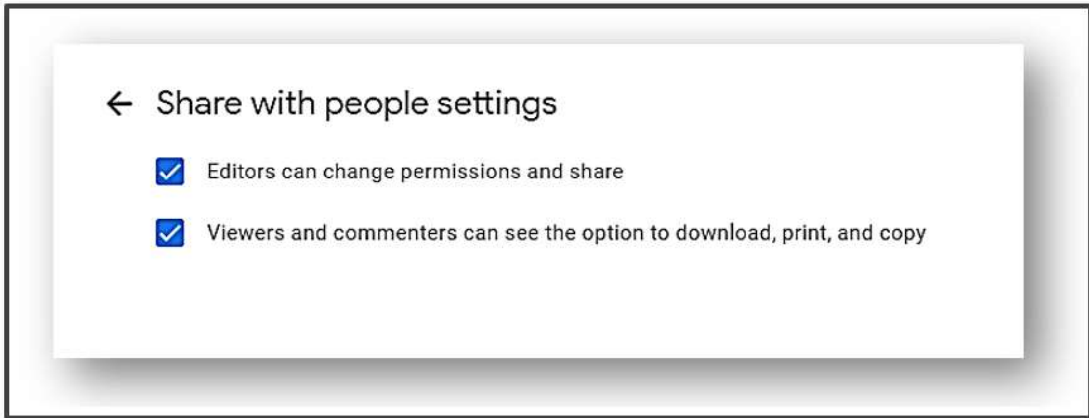 Share with people settings
Editors can change permissions and share
Viewers and commenters can see the option to download, print, and copy